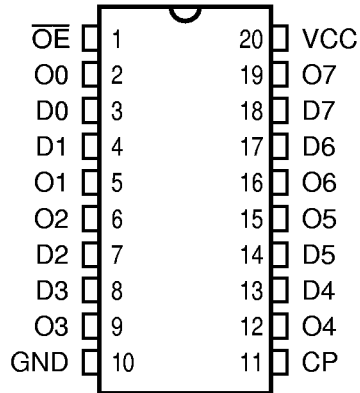 OE 1 20 VCC
O0 2 19 O7
D0 3 18 D7
D1 4 17 D6
O1 5 16 O6
O2 6 15 O5
D2 7 14 D5
D3 8 13 D4
O3 9 12 O4
GND 10 11 CP